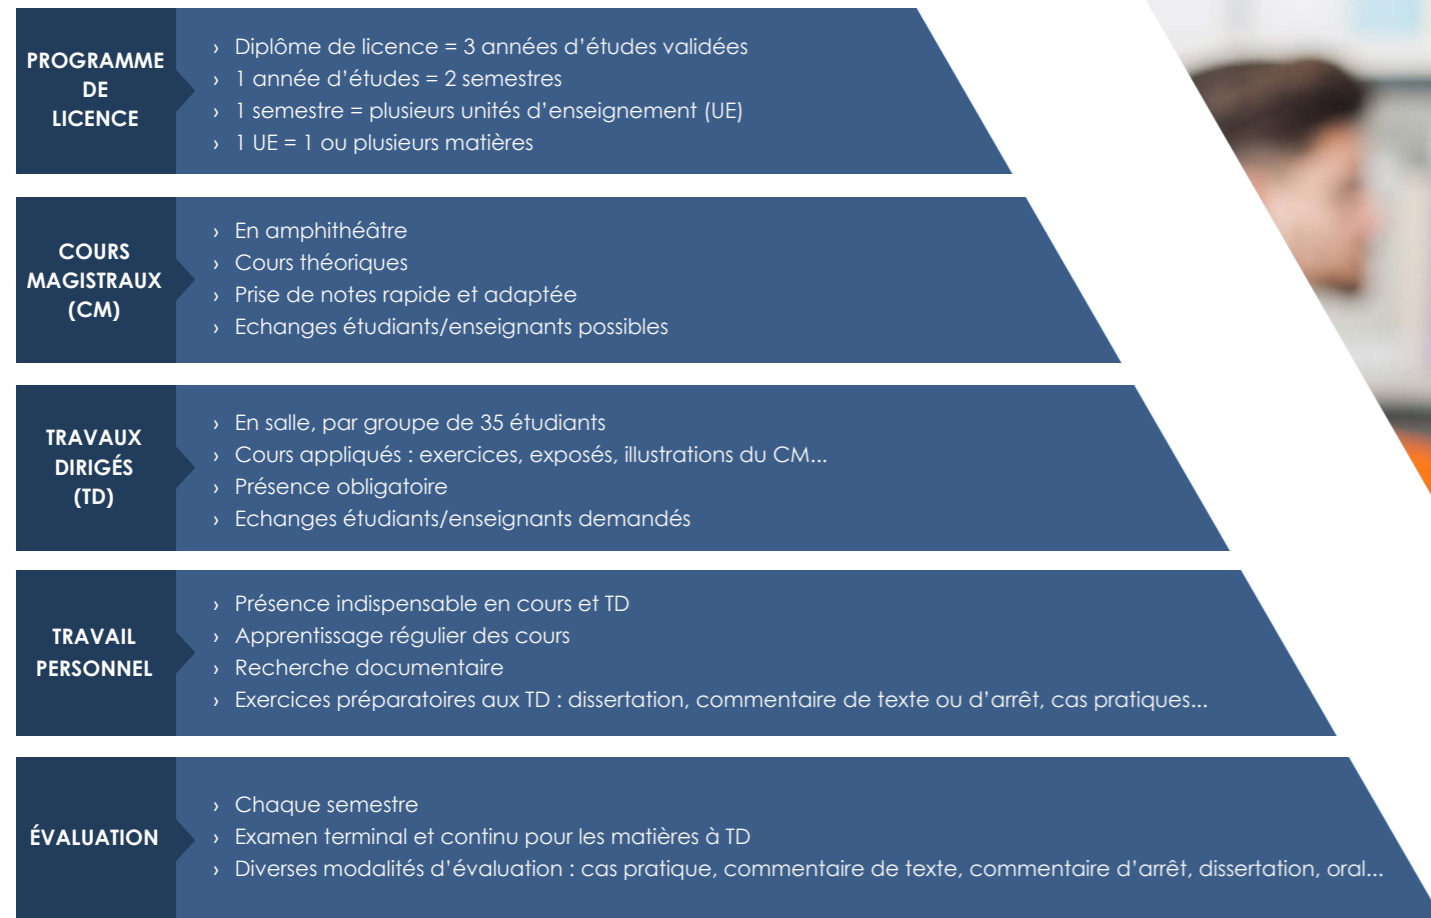 PROGRAMME
DE
LICENCE
› Diplôme de licence = 3 années d’études validées
› 1 année d’études = 2 semestres
› 1 semestre = plusieurs unités d’enseignement (UE)
› 1 UE = 1 ou plusieurs matières
COURS
MAGISTRAUX
(CM)
› En amphithéâtre
› Cours théoriques
› Prise de notes rapide et adaptée
› Echanges étudiants/enseignants possibles
TRAVAUX
DIRIGÉS
(TD)
› En salle, par groupe de 35 étudiants
› Cours appliqués : exercices, exposés, illustrations du CM...
› Présence obligatoire
› Echanges étudiants/enseignants demandés
TRAVAIL
PERSONNEL
› Présence indispensable en cours et TD
› Apprentissage régulier des cours
› Recherche documentaire
› Exercices préparatoires aux TD : dissertation, commentaire de texte ou d’arrêt, cas pratiques...
ÉVALUATION
› Chaque semestre
› Examen terminal et continu pour les matières à TD
› Diverses modalités d’évaluation : cas pratique, commentaire de texte, commentaire d’arrêt, dissertation, oral...